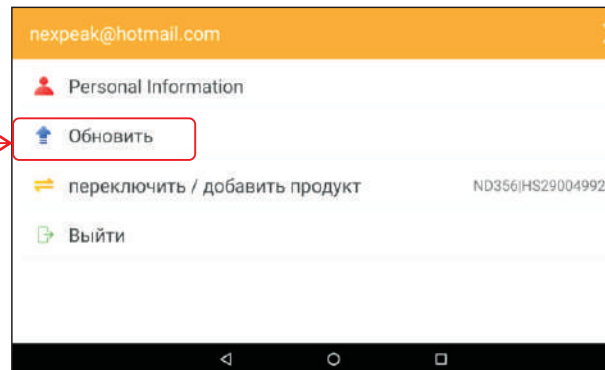 nexpeak@hotmail.com
Personal Information
Обновить
переключить / добавить продукт ND356|HS29004992
Выйти